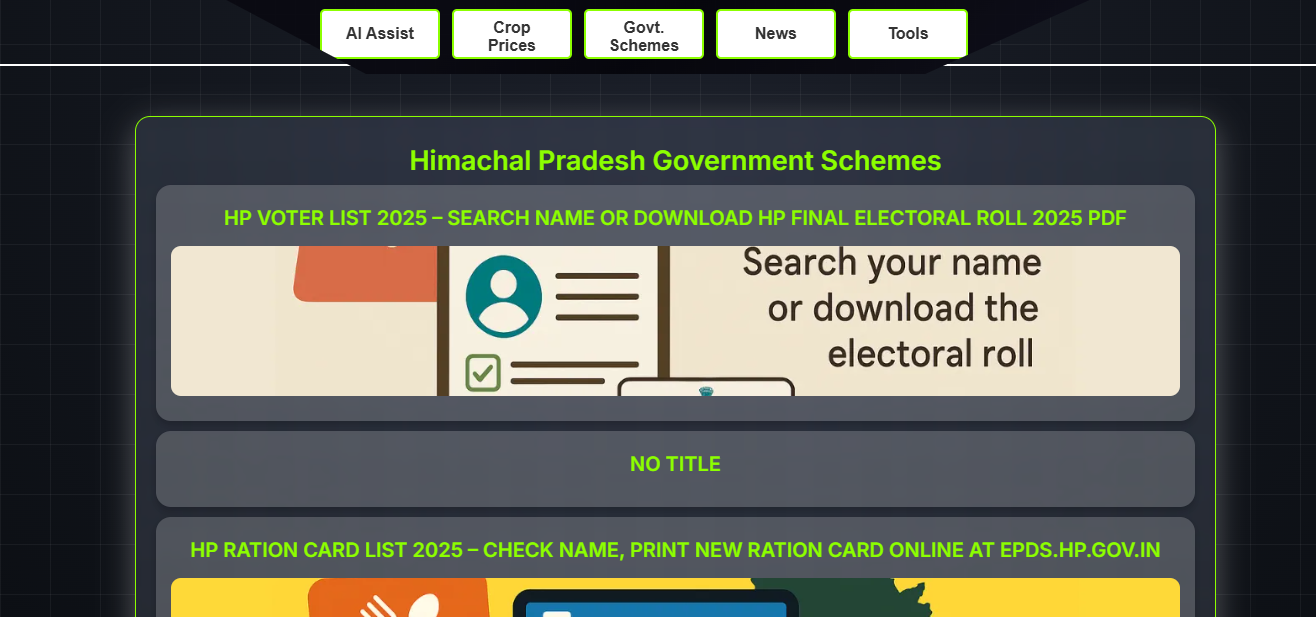 AI Assist
Crop
Prices
Govt.
Schemes
News
Tools
Himachal Pradesh Government Schemes
HP VOTER LIST 2025 – SEARCH NAME OR DOWNLOAD HP FINAL ELECTORAL ROLL 2025 PDF
Search your name
or download the
electoral roll
NO TITLE
HP RATION CARD LIST 2025 – CHECK NAME, PRINT NEW RATION CARD ONLINE AT EPDS.HP.GOV.IN